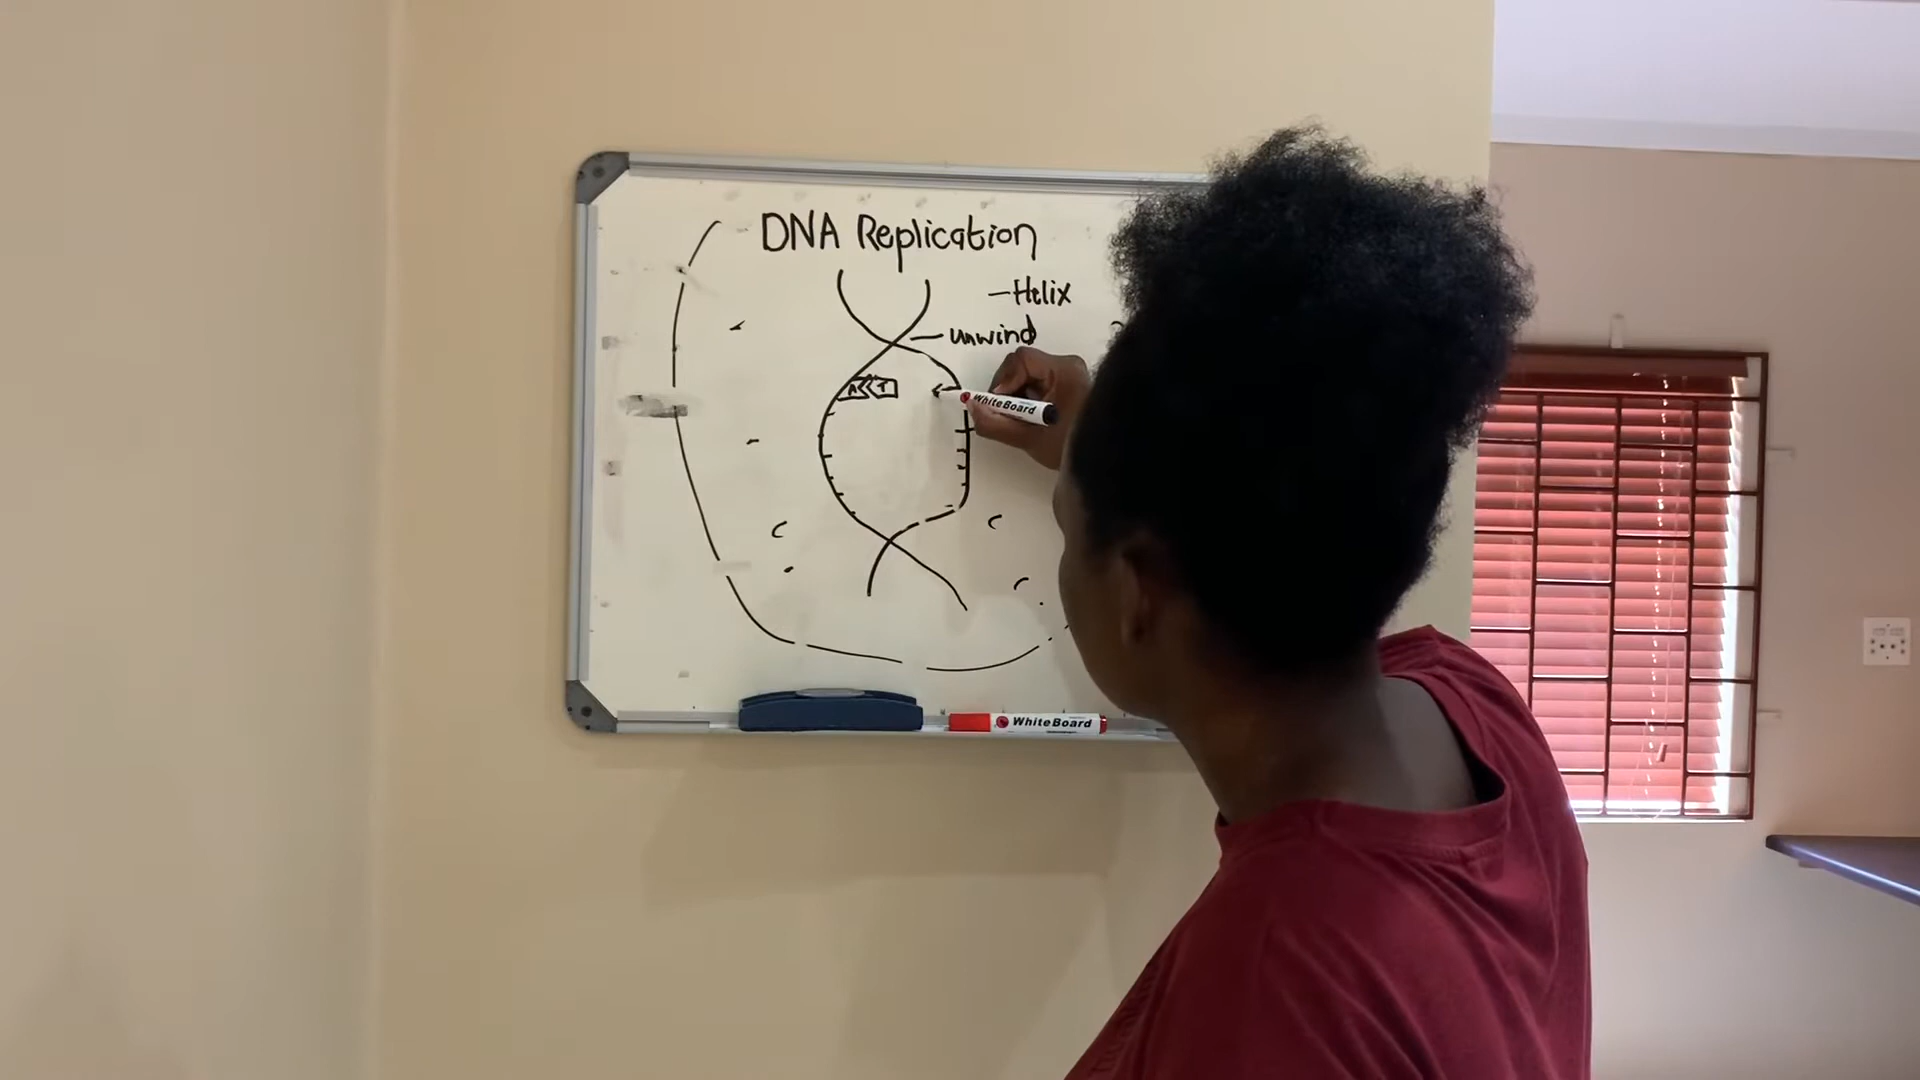 DNA Replication
- Helix
unwind
A T
WhiteBoard
WhiteBoard